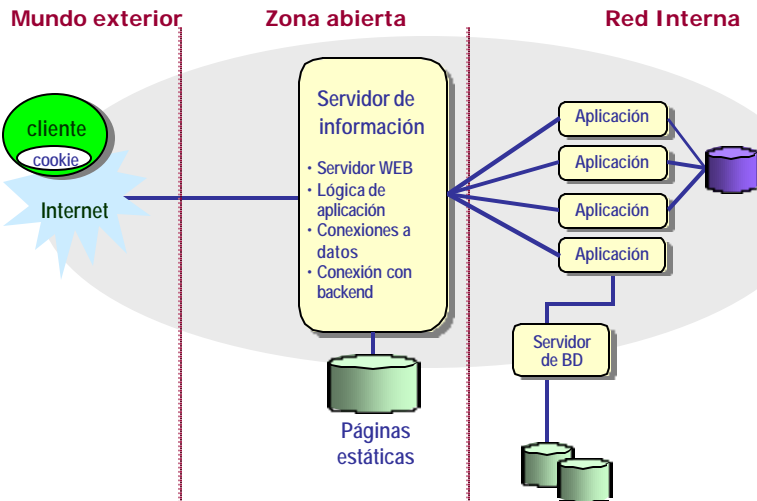 Mundo exterior
Zona abierta
Red Interna
cliente
cookie
Internet
Servidor de
información
• Servidor WEB
• Lógica de
aplicación
• Conexiones a
datos
• Conexión con
backend
Páginas
estáticas
Aplicación
Aplicación
Aplicación
Aplicación
Servidor
de BD